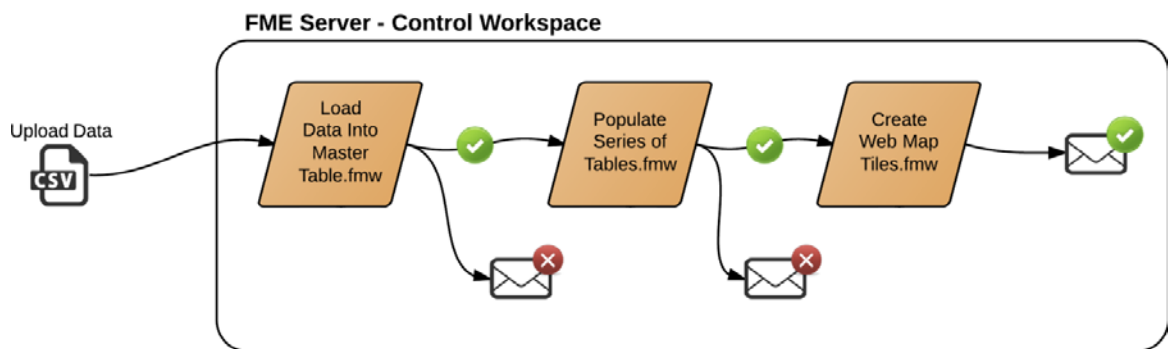 FME Server - Control Workspace
Upload Data
CSV
Load
Data Into
Master
Table.fmw
Populate
Series of
Tables.fmw
Create
Web Map
Tiles.fmw